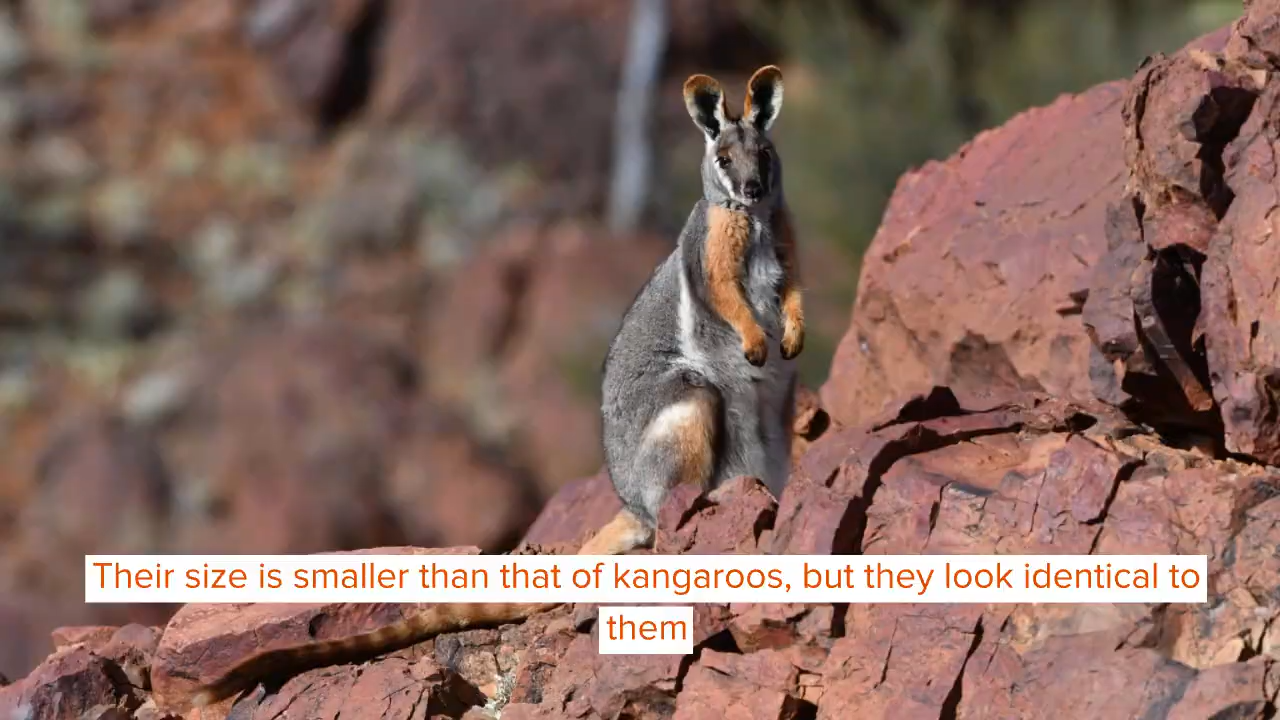 Their size is smaller than that of kangaroos, but they look identical to
them